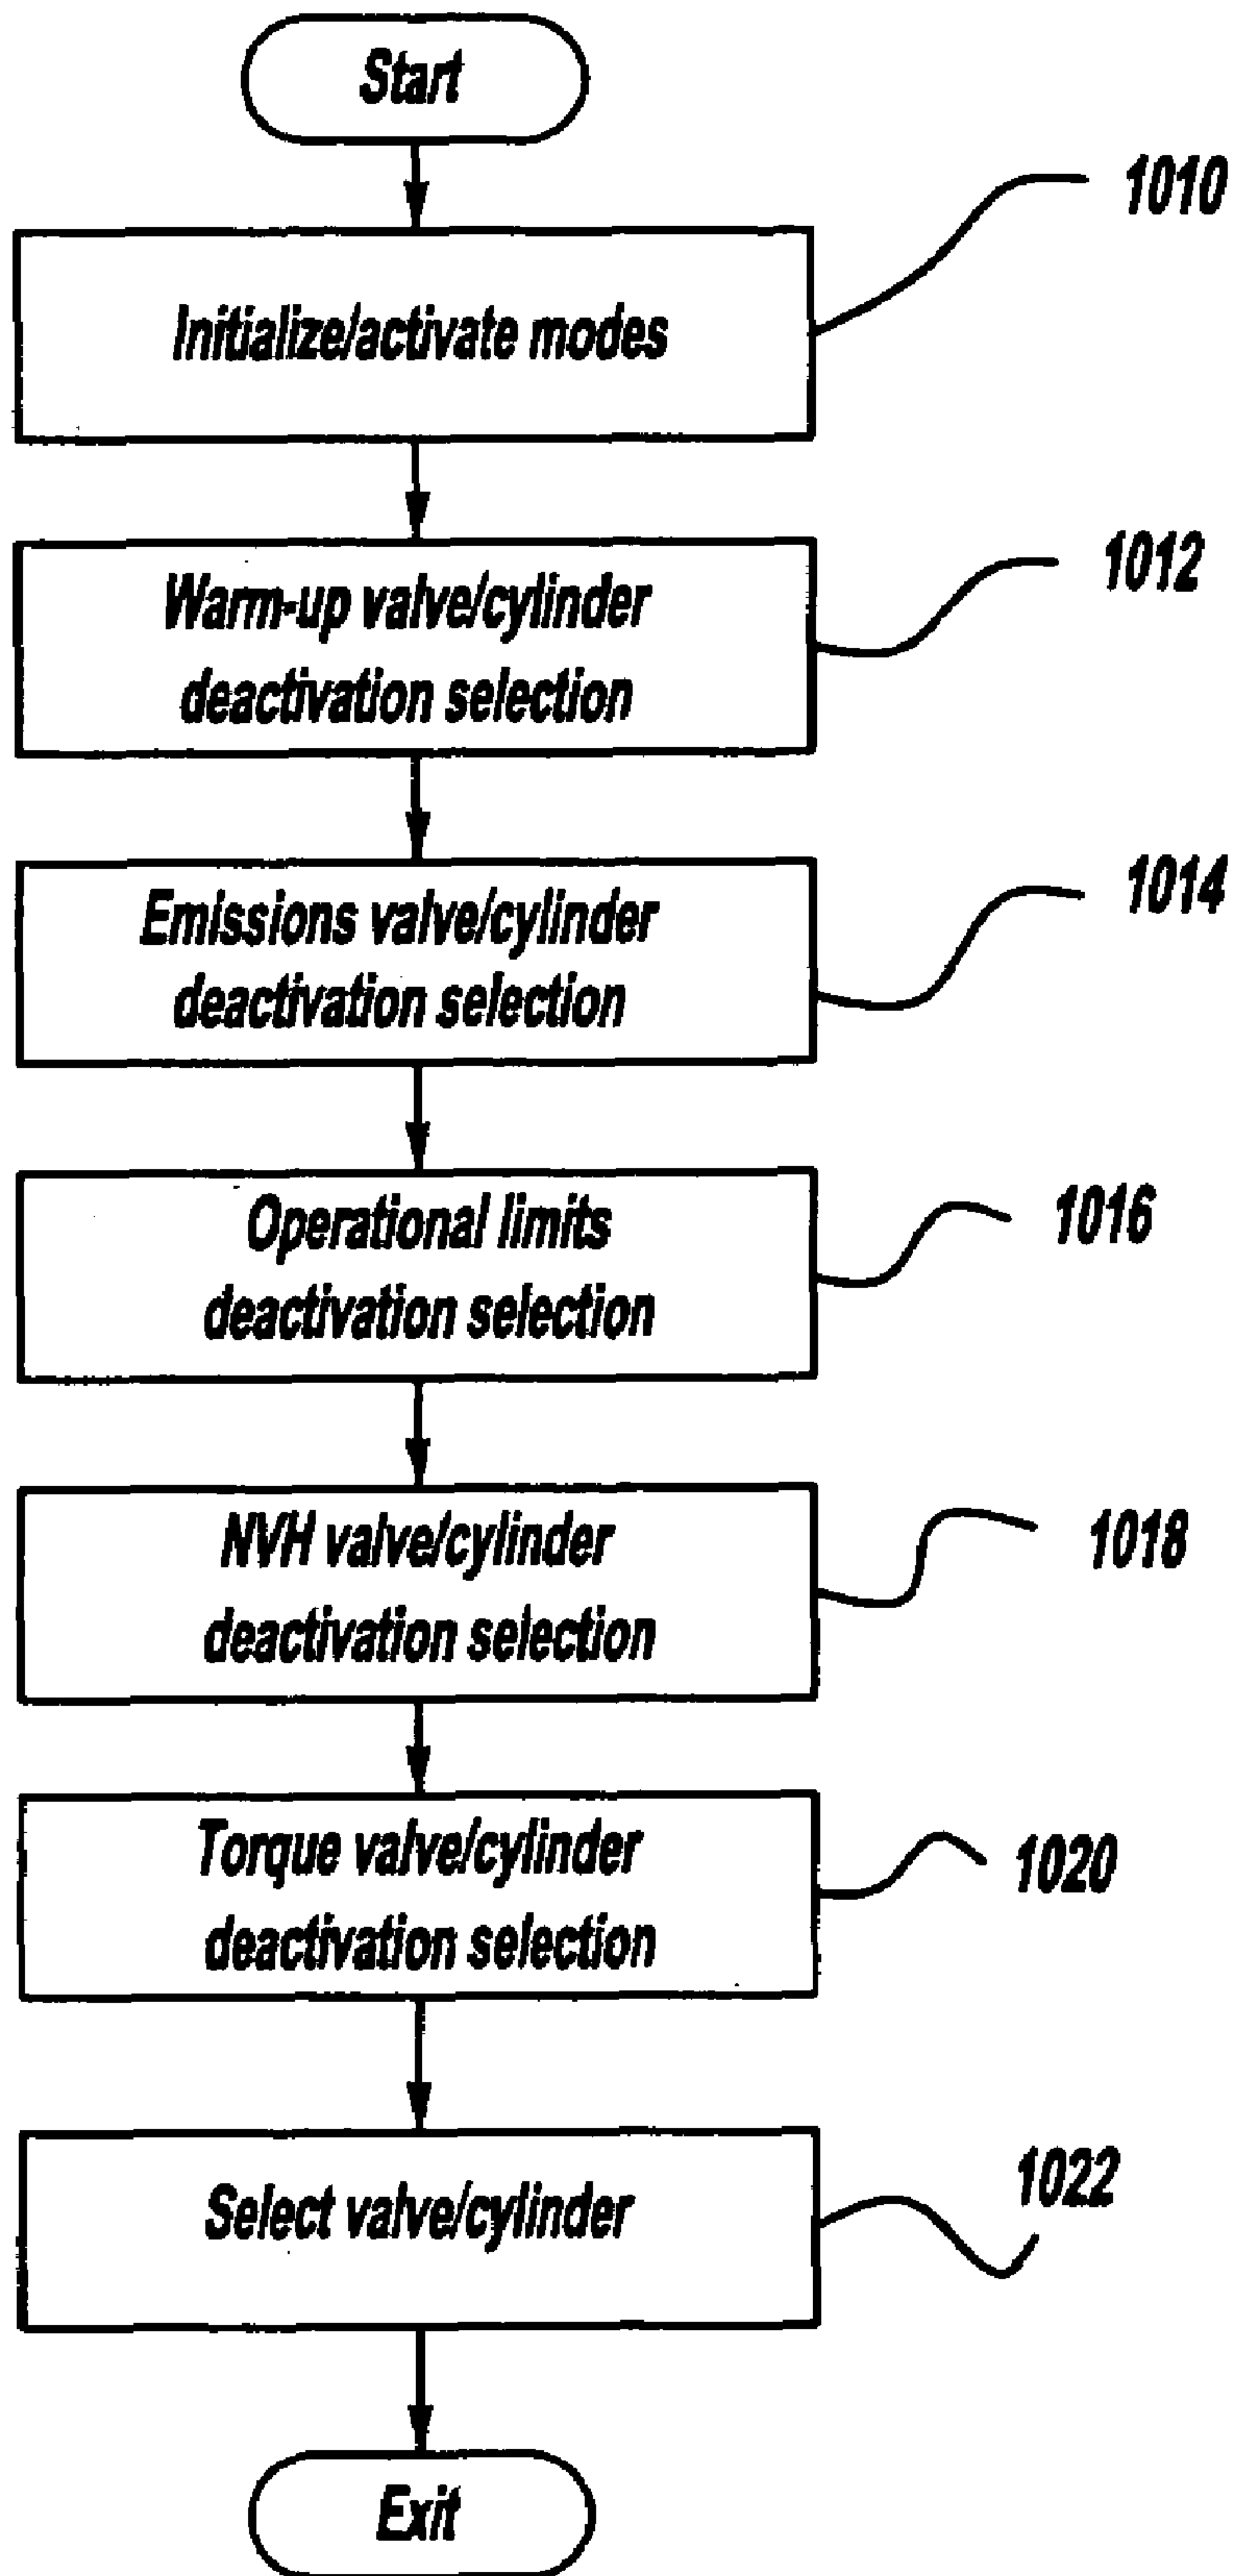 Start
1010
Initialize/activate modes
1012
Warm-up valve/cylinder
deactivation selection
1014
Emissions valve/cylinder
deactivation selection
1016
Operational limits
deactivation selection
1018
NVH valve/cylinder
deactivation selection
1020
Torque valve/cylinder
deactivation selection
1022
Select valve/cylinder
Exit